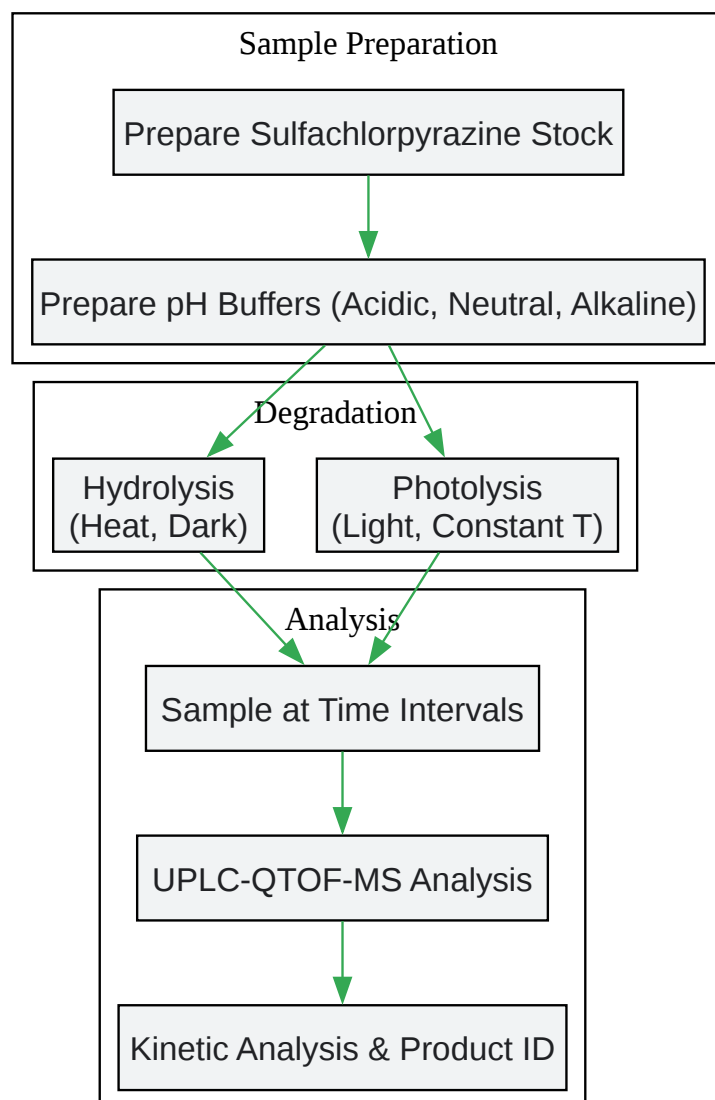 Sample Preparation
Prepare Sulfachlorpyrazine Stock
Prepare pH Buffers (Acidic, Neutral, Alkaline)
Degradation
Hydrolysis
(Heat, Dark)
Photolysis
(Light, Constant T)
Analysis
Sample at Time Intervals
UPLC-QTOF-MS Analysis
Kinetic Analysis & Product ID